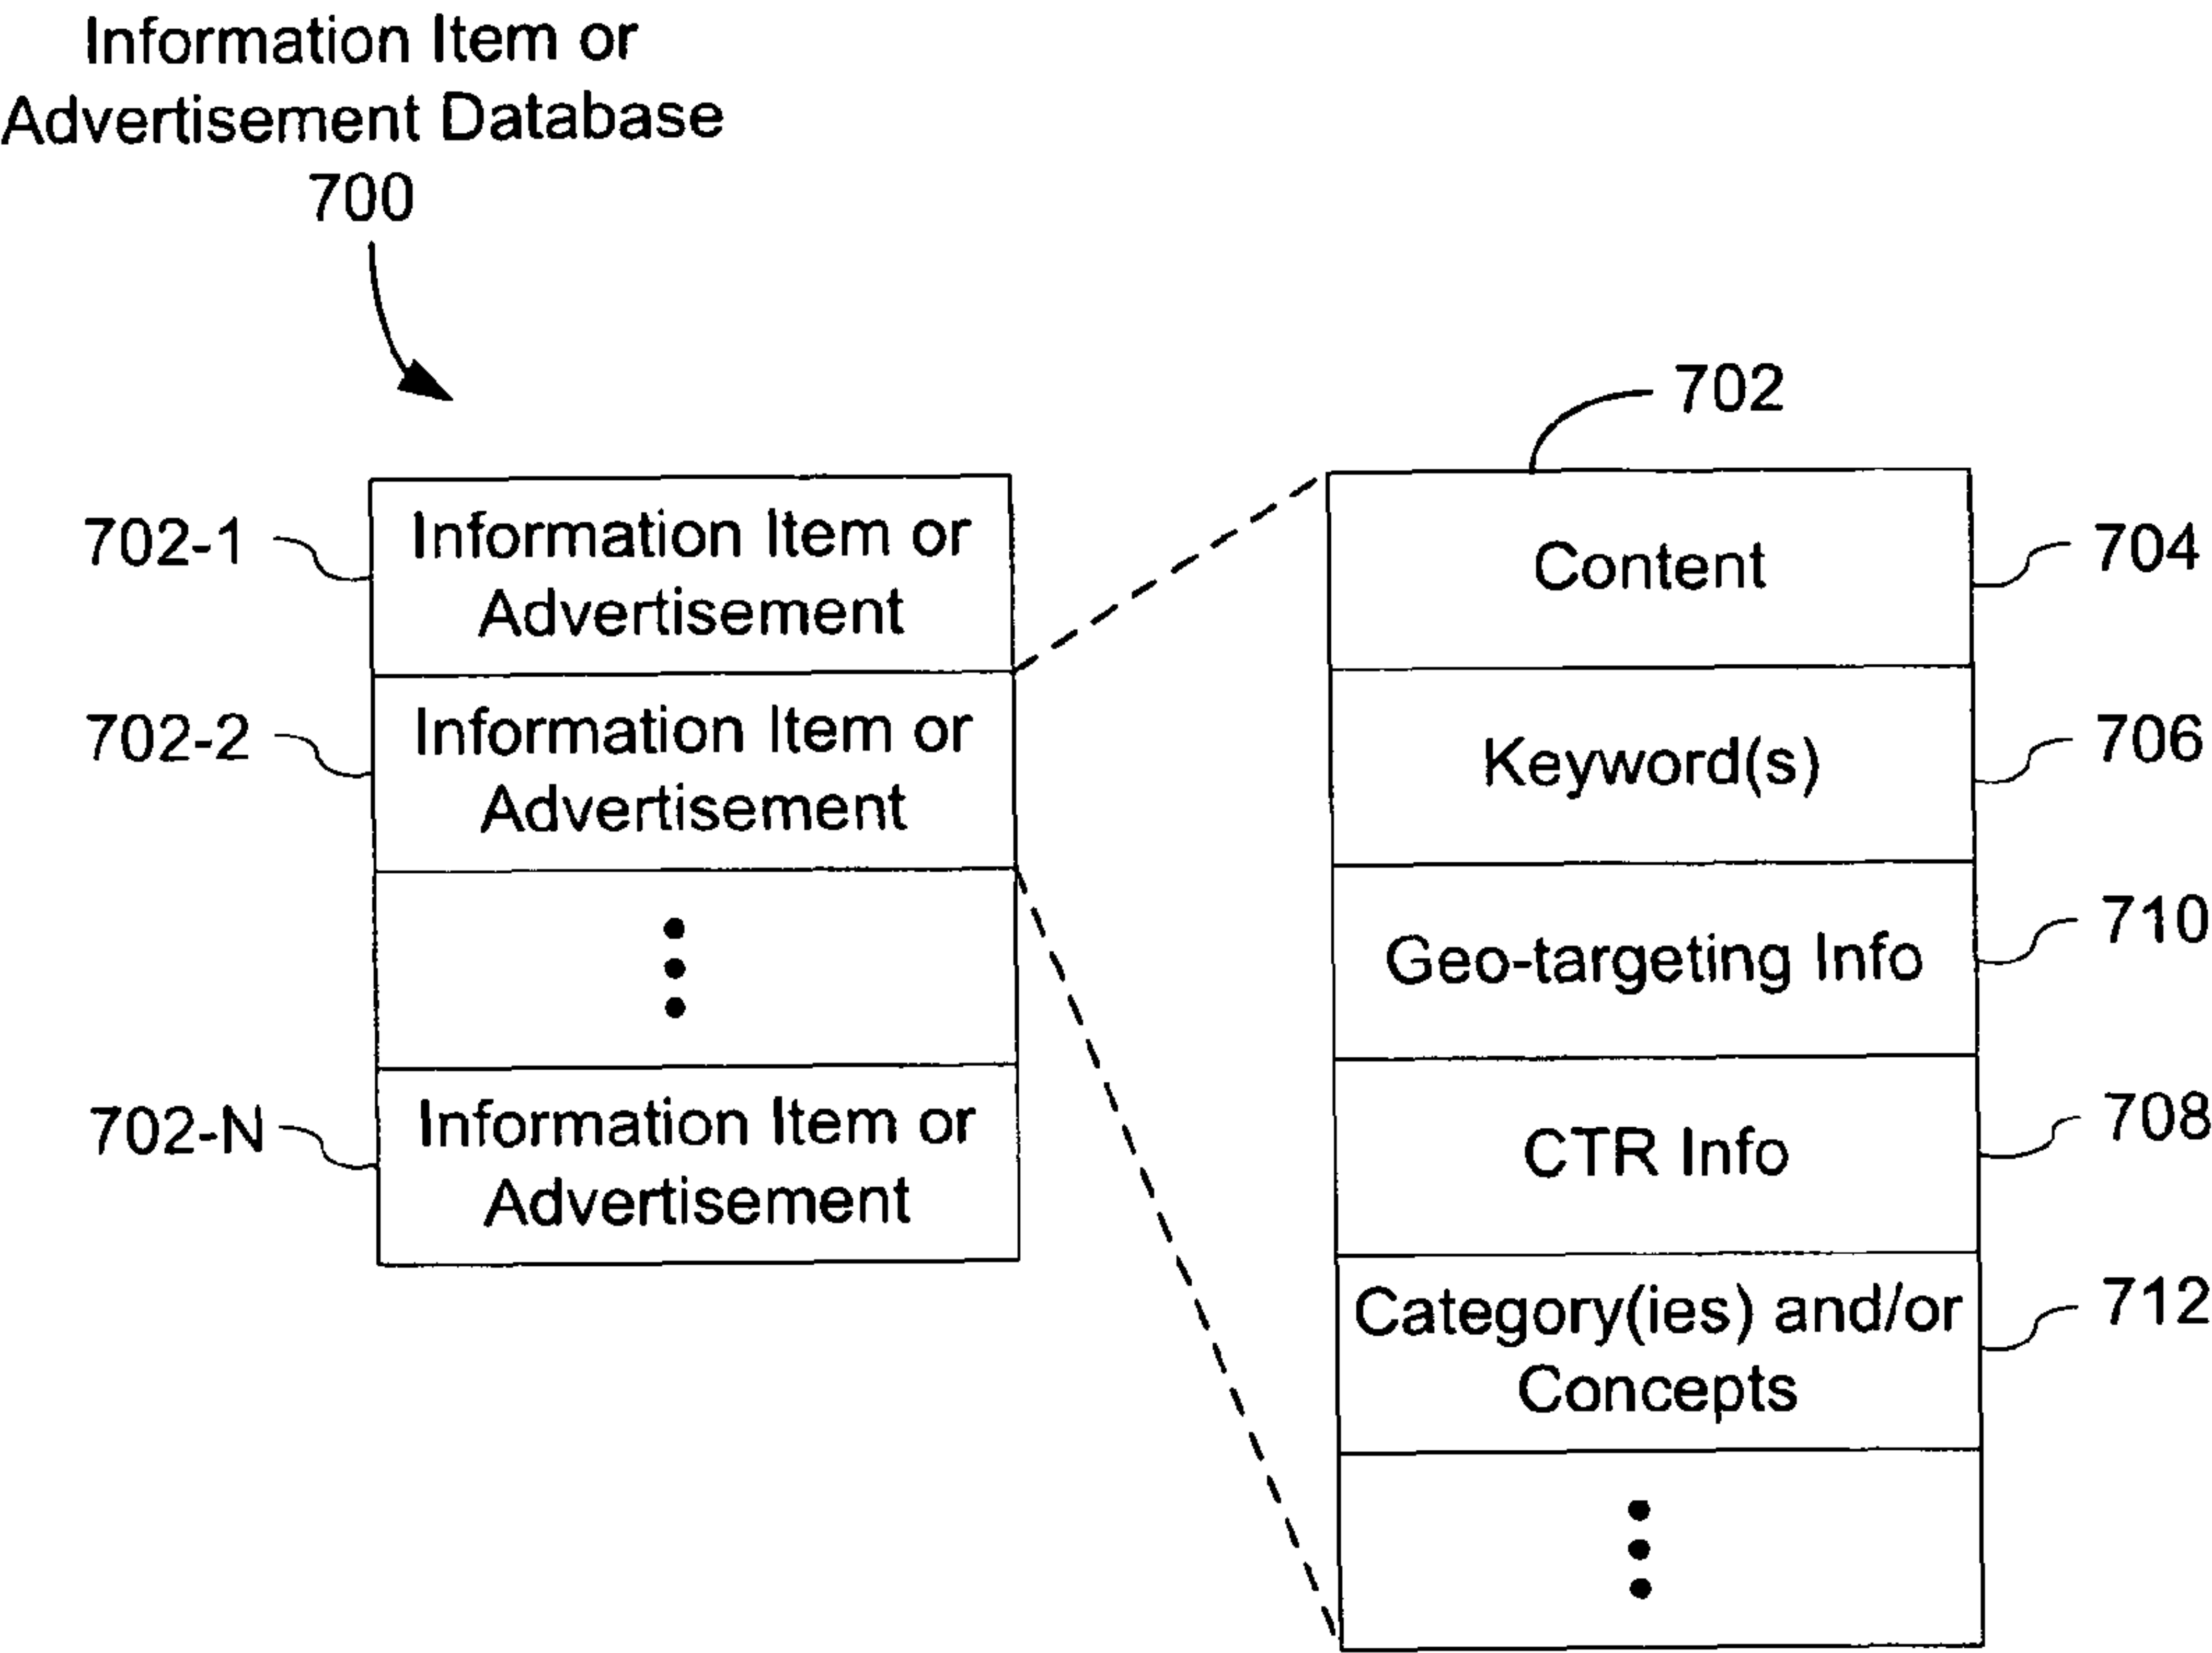 Information Item or
Advertisement Database
700
702-1
Information Item or
Advertisement
702-2
Information Item or
Advertisement
702-N
Information Item or
Advertisement
702
Content
704
Keyword(s)
706
Geo-targeting Info
710
CTR Info
708
Category(ies) and/or
Concepts
712